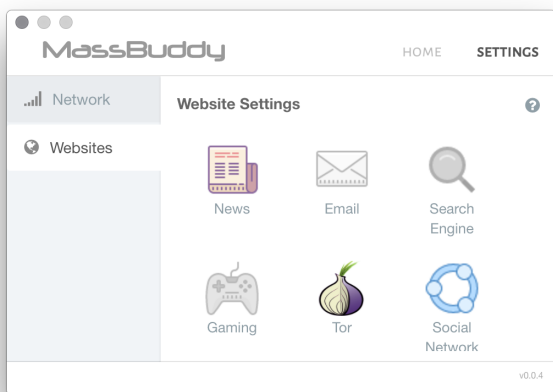 MassBuddy
HOME SETTINGS
Network
Websites
Website Settings
?
News Email Search
Engine
Gaming Tor Social
Network
v0.0.4